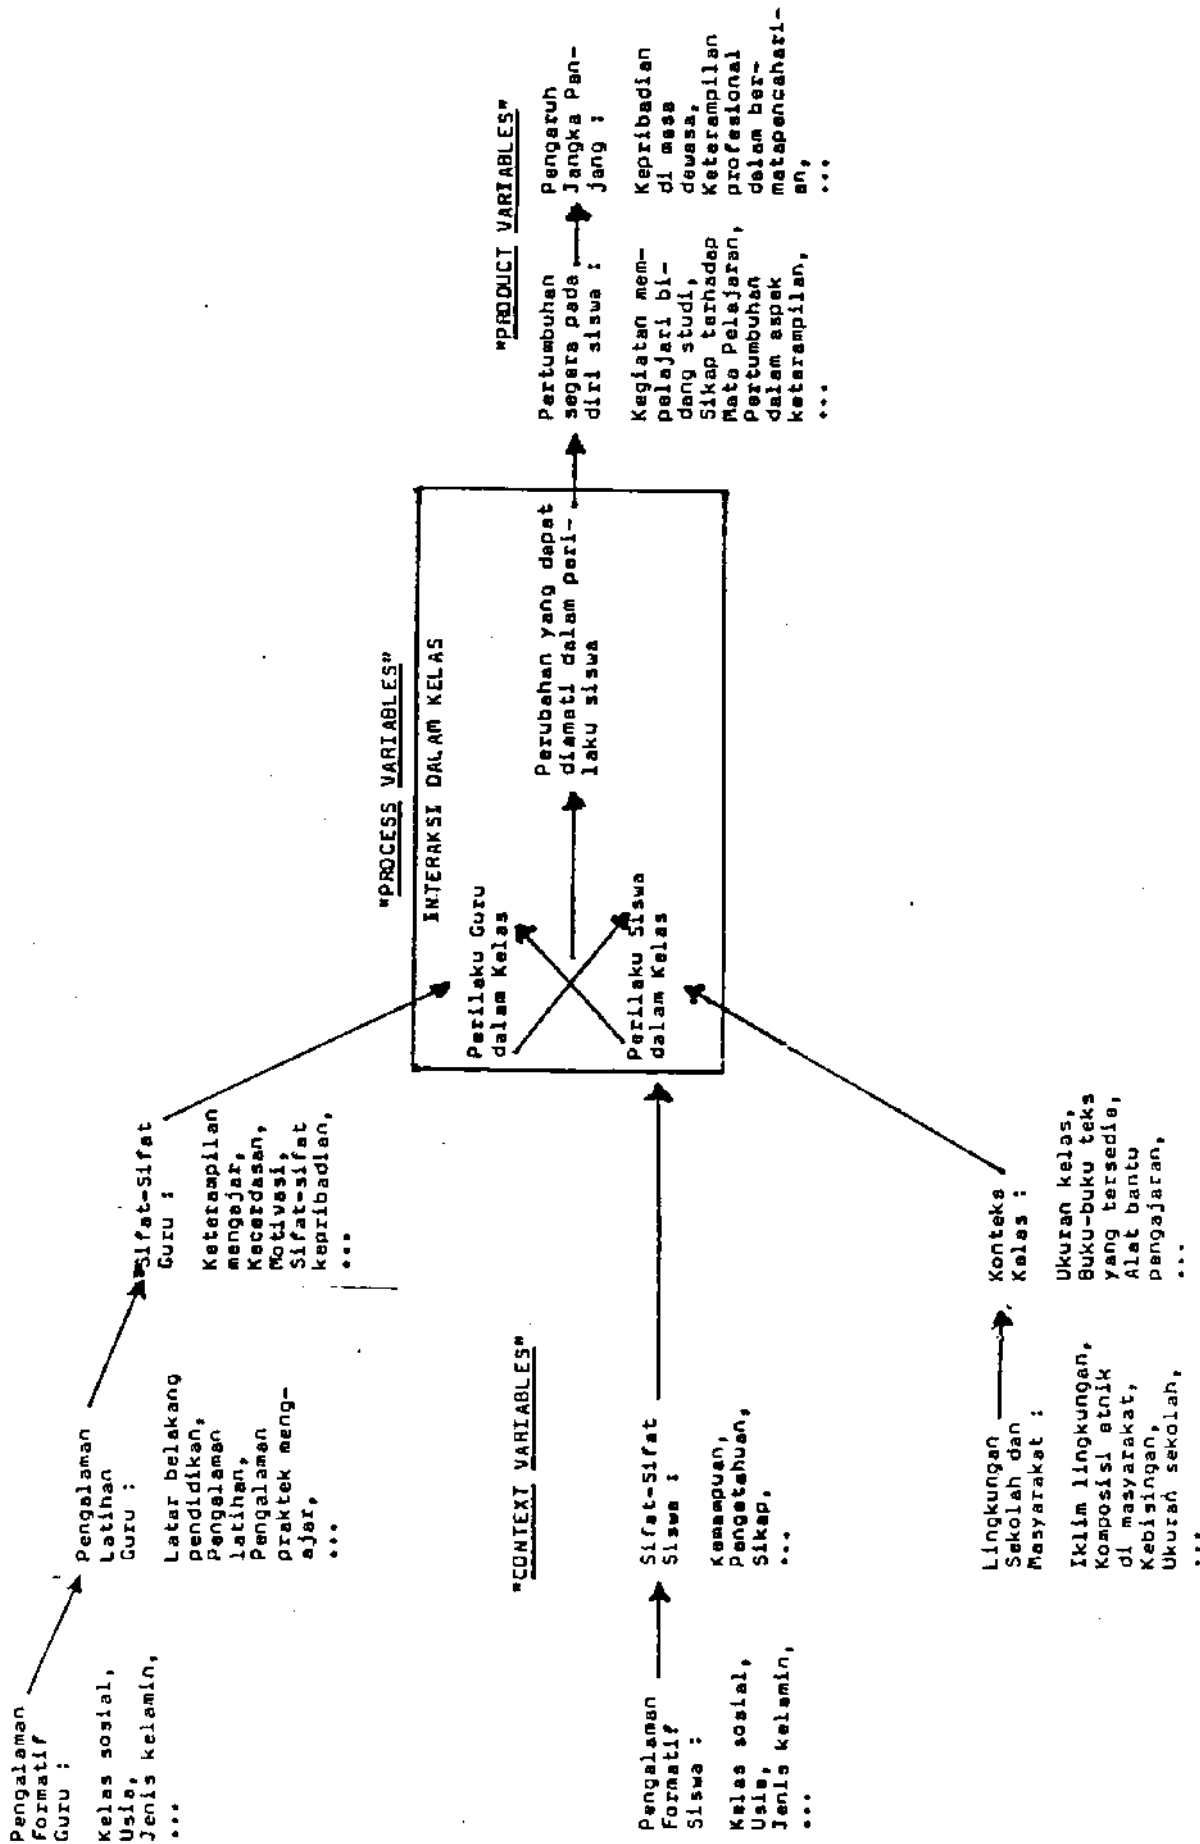 Pengalaman
Formatif
Guru :
Kelas sosial,
Usia,
Jenis kelamin,
...
Pengalaman
Latihan
Guru :
Latar belakang
pendidikan,
Pengalaman
latihan,
Pengalaman
praktek meng-
ajar,
...
Sifat-Sifat
Guru :
Keterampilan
mengajar,
Kecerdasan,
Motivasi,
Sifat-sifat
kepribadian,
...
"CONTEXT VARIABLES"
Pengalaman
Formatif
Siswa :
Kelas sosial,
Usia,
Jenis kelamin,
...
Sifat-Sifat
Siswa :
Kemampuan,
Pengetahuan,
Sikap,
...
Lingkungan
Sekolah dan
Masyarakat :
Iklim lingkungan,
Komposisi etnik
di masyarakat,
Kebisingan,
Ukuran sekolah,
...
Konteks
Kelas :
Ukuran kelas,
Buku-buku teks
yang tersedia,
Alat bantu
pengajaran,
...
"PROCESS VARIABLES"
INTERAKSI DALAM KELAS
Perilaku Guru
dalam Kelas
Perilaku Siswa
dalam Kelas
Perubahan yang dapat
diamati dalam peri-
laku siswa
"PRODUCT VARIABLES"
Pertumbuhan
segera pada
diri siswa :
Kegiatan mem-
pelajari bi-
dang studi,
Sikap terhadap
Mata Pelajaran,
Pertumbuhan
dalam aspek
keterampilan,
...
Pengaruh
Jangka Pan-
jang :
Kepribadian
di masa
dewasa,
Keterampilan
profesional
dalam ber-
matapencahari-
an,
...